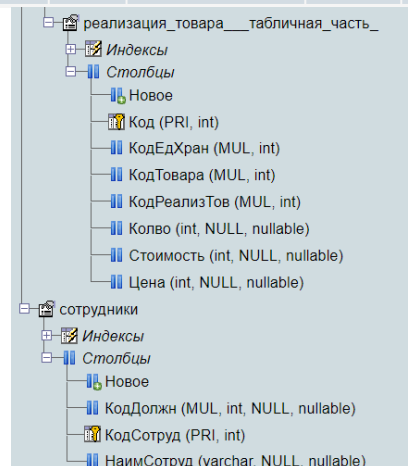 реализация_товара___табличная_часть_
Индексы
Столбцы
Новое
Код (PRI, int)
КодЕдХран (MUL, int)
КодТовара (MUL, int)
КодРеализТов (MUL, int)
Колво (int, NULL, nullable)
Стоимость (int, NULL, nullable)
Цена (int, NULL, nullable)
сотрудники
Индексы
Столбцы
Новое
КодДолжн (MUL, int, NULL, nullable)
КодСотруд (PRI, int)
НаимСотруд (varchar, NULL, nullable)